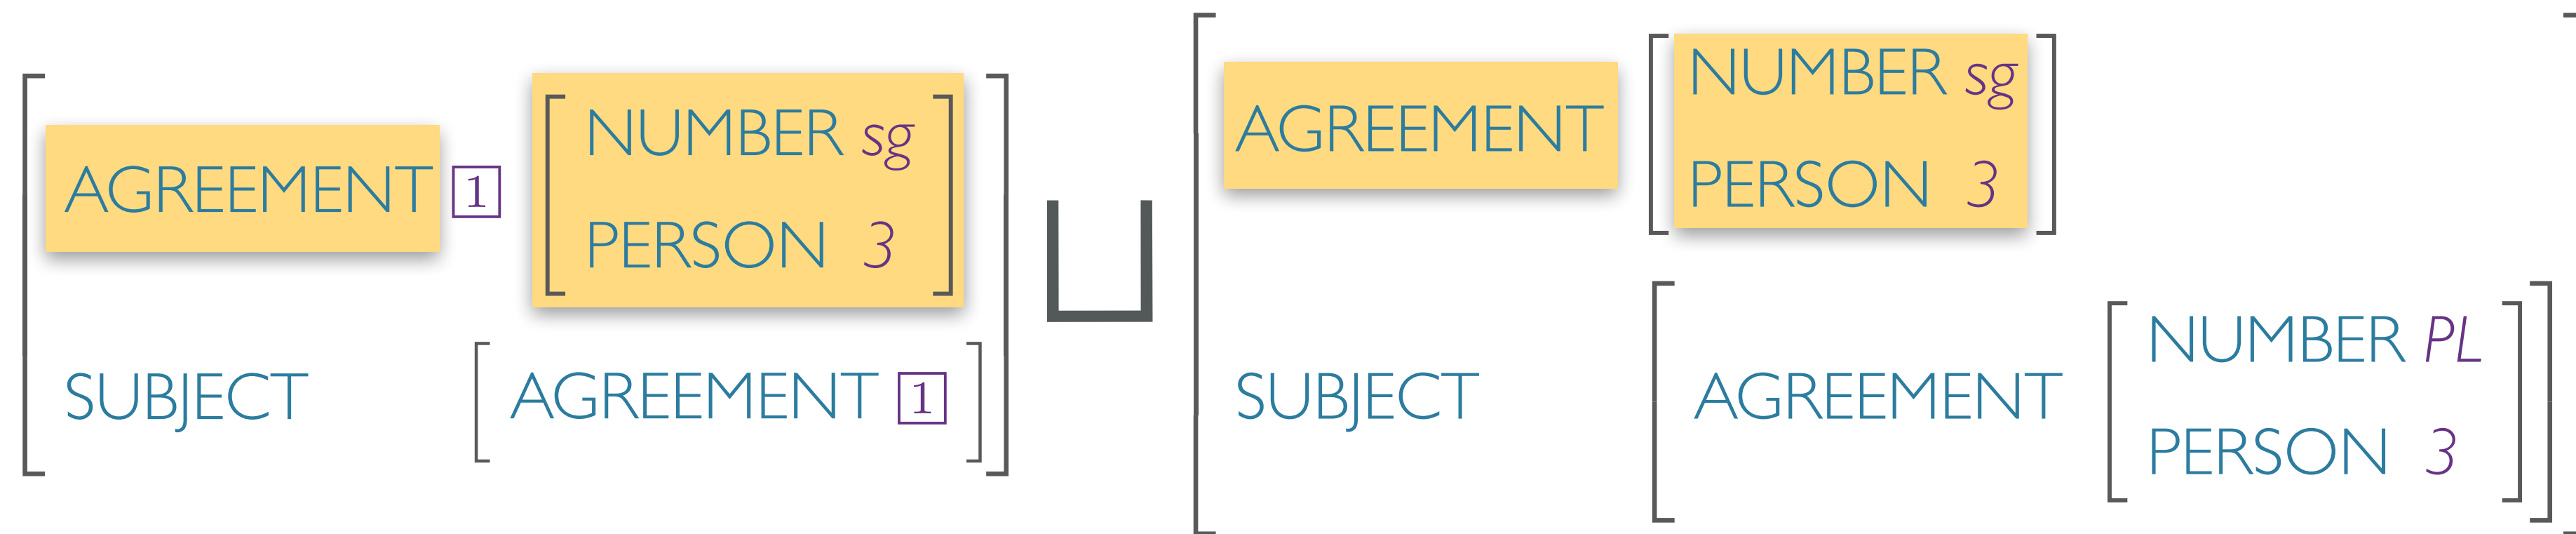 AGREEMENT 1 NUMBER sg
PERSON 3
SUBJECT AGREEMENT 1
⊔
AGREEMENT NUMBER sg
PERSON 3
SUBJECT AGREEMENT NUMBER PL
PERSON 3